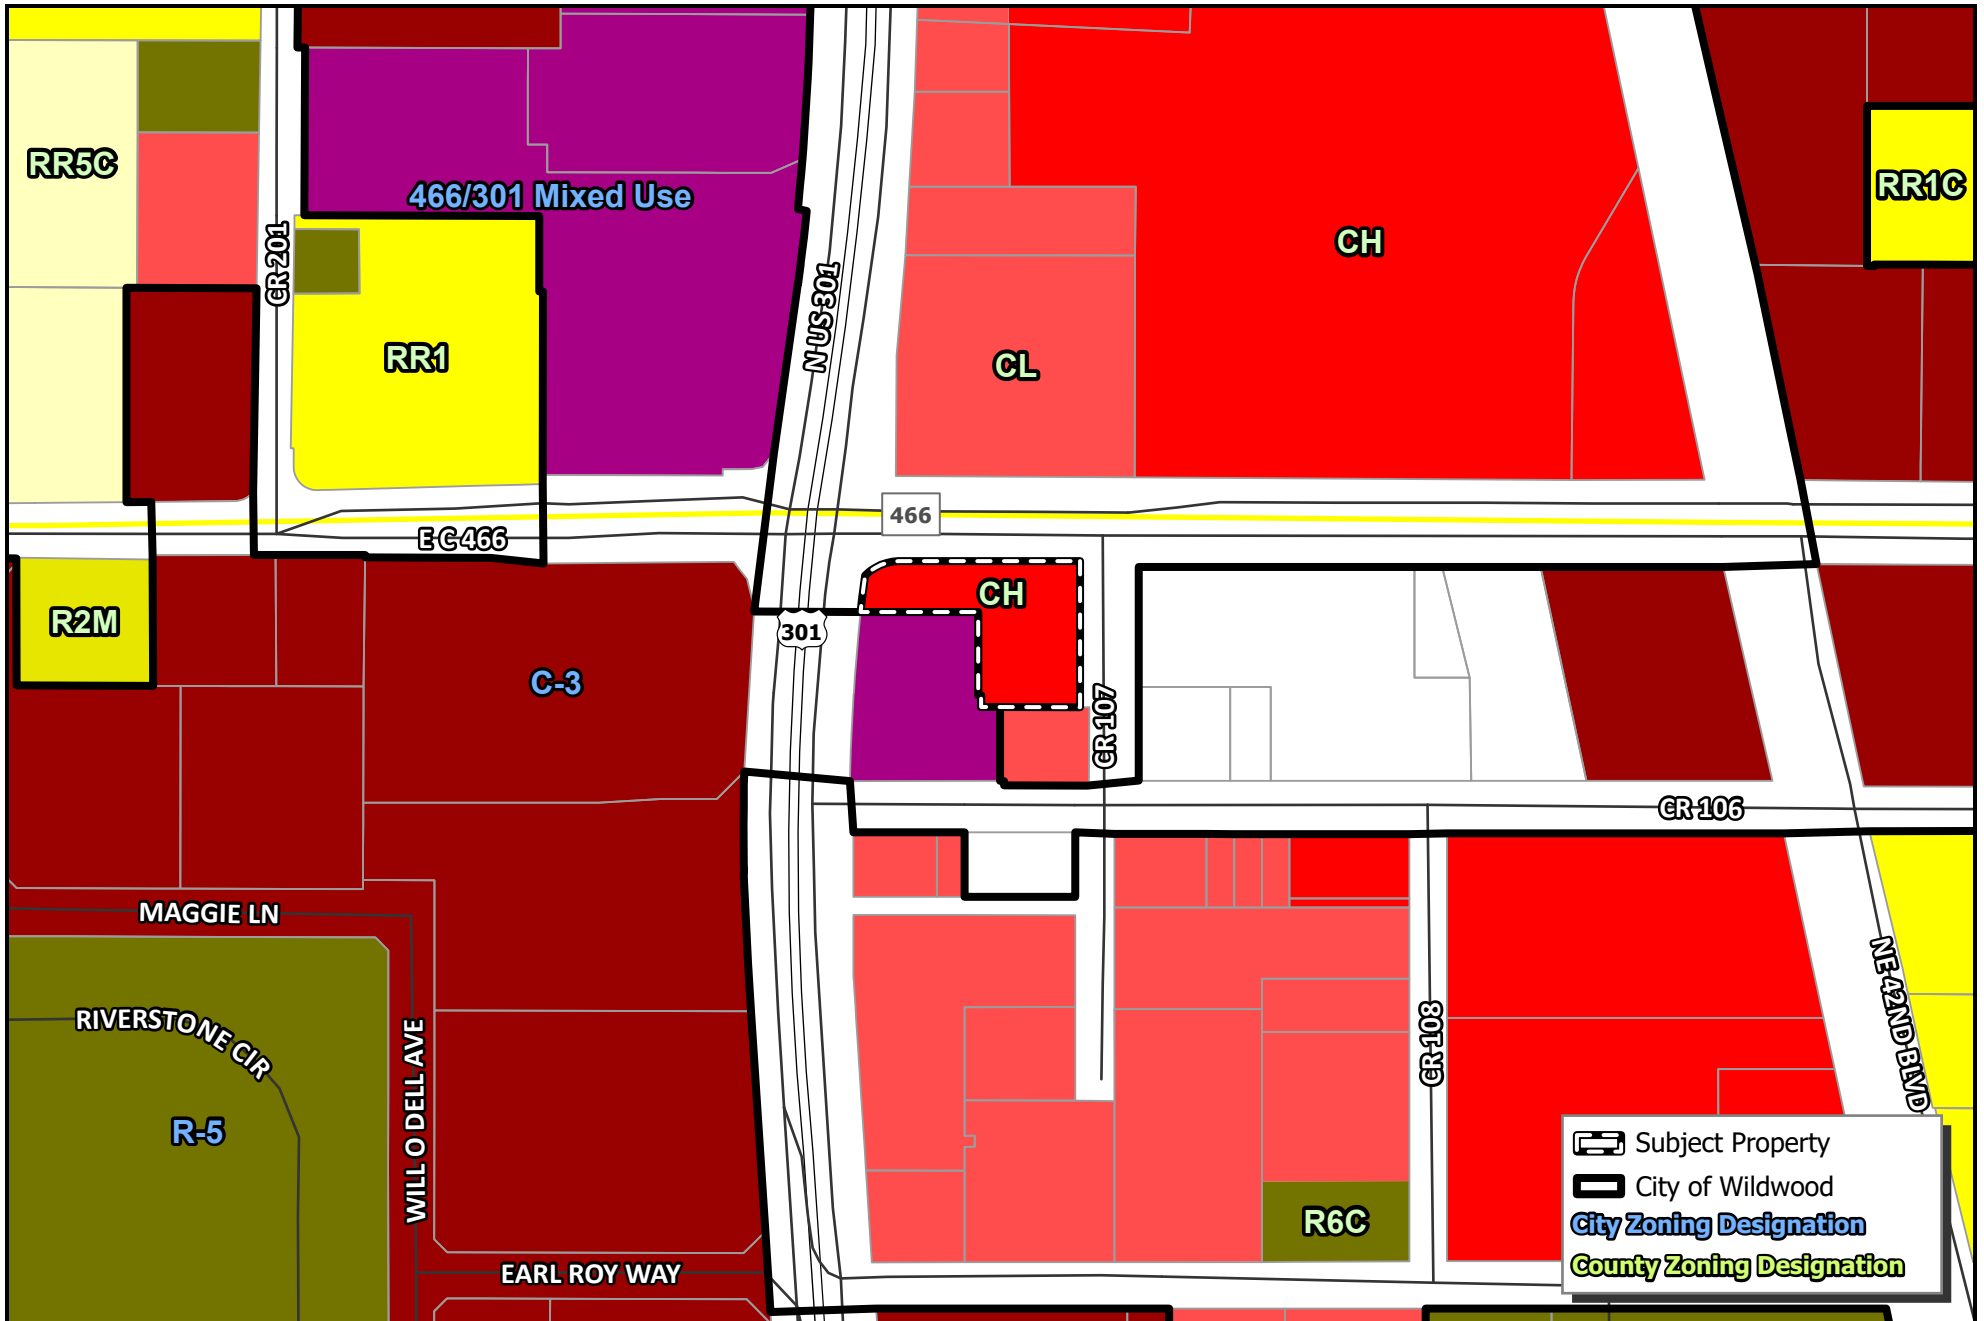 RR5C
466/301 Mixed Use
RR1C
CH
CR 201
N US 301
RR1
CL
466
E C 466
CH
R2M
301
C-3
CR 107
CR 106
MAGGIE LN
RIVERSTONE CIR
WILL O DELL AVE
CR 108
NE 42ND BLVD
R-5
R6C
EARL ROY WAY
Subject Property
City of Wildwood
City Zoning Designation
County Zoning Designation